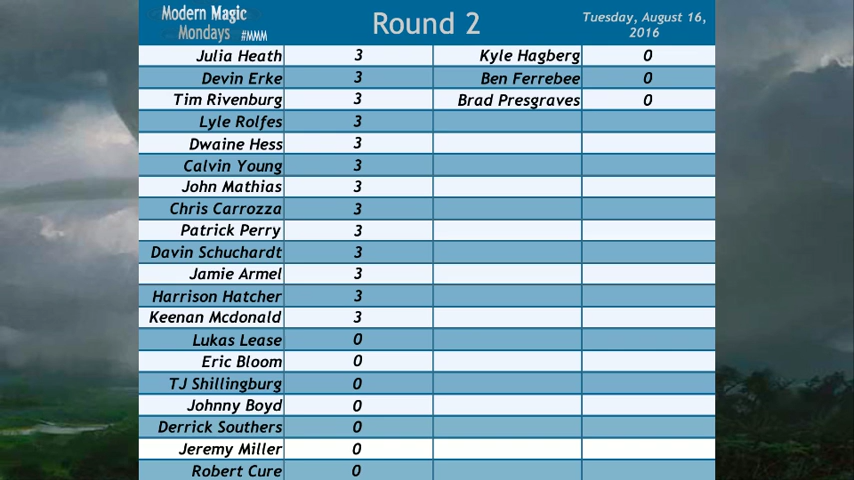 Modern Magic
Mondays #MMM
Round 2
Tuesday, August 16,
2016
Julia Heath 3 Kyle Hagberg 0
Devin Erke 3 Ben Ferrebee 0
Tim Rivenburg 3 Brad Presgraves 0
Lyle Rolfes 3
Dwaine Hess 3
Calvin Young 3
John Mathias 3
Chris Carrozza 3
Patrick Perry 3
Davin Schuchardt 3
Jamie Armel 3
Harrison Hatcher 3
Keenan Mcdonald 3
Lukas Lease 0
Eric Bloom 0
TJ Shillingburg 0
Johnny Boyd 0
Derrick Southers 0
Jeremy Miller 0
Robert Cure 0